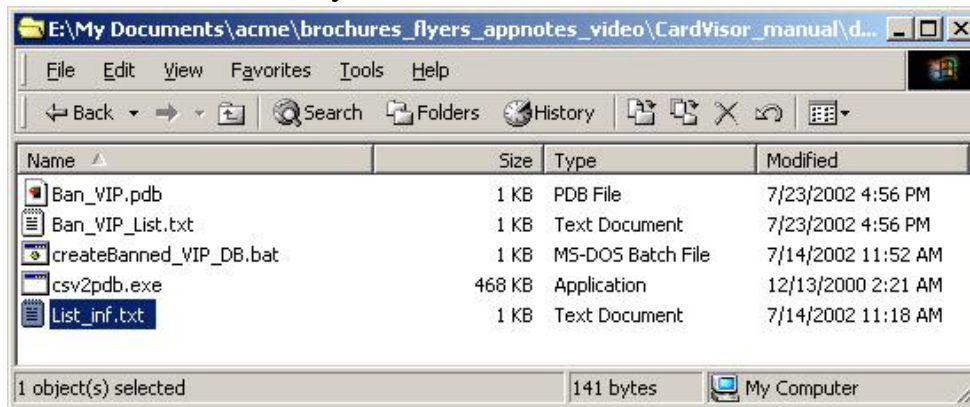 E:\My Documents\acme\brochures_flyers_appnotes_video\CardVisor_manual\d...
File Edit View Favorites Tools Help
Back Search Folders History
Name Size Type Modified
Ban_VIP.pdb 1 KB PDB File 7/23/2002 4:56 PM
Ban_VIP_List.txt 1 KB Text Document 7/23/2002 4:56 PM
createBanned_VIP_DB.bat 1 KB MS-DOS Batch File 7/14/2002 11:52 AM
csv2pdb.exe 468 KB Application 12/13/2000 2:21 AM
List_inf.txt 1 KB Text Document 7/14/2002 11:18 AM
1 object(s) selected 141 bytes My Computer